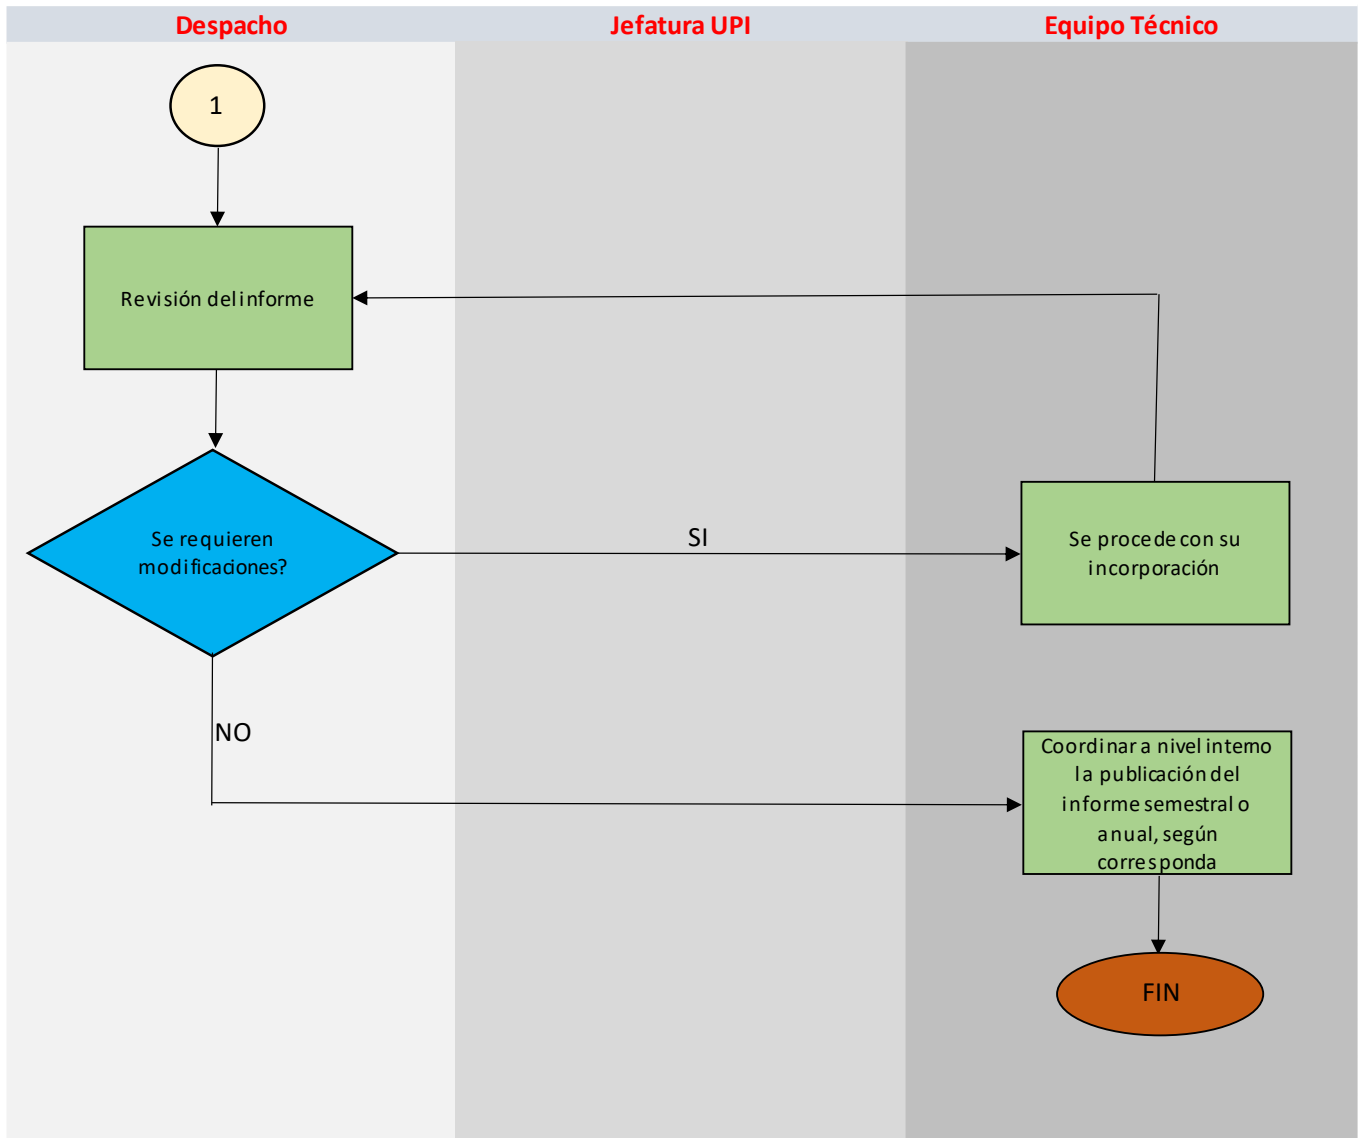 Despacho
Jefatura UPI
Equipo Técnico
1
Revisión del informe
Se requieren
modificaciones?
SI
Se procede con su
incorporación
NO
Coordinar a nivel interno
la publicación del
informe semestral o
anual, según
corresponda
FIN